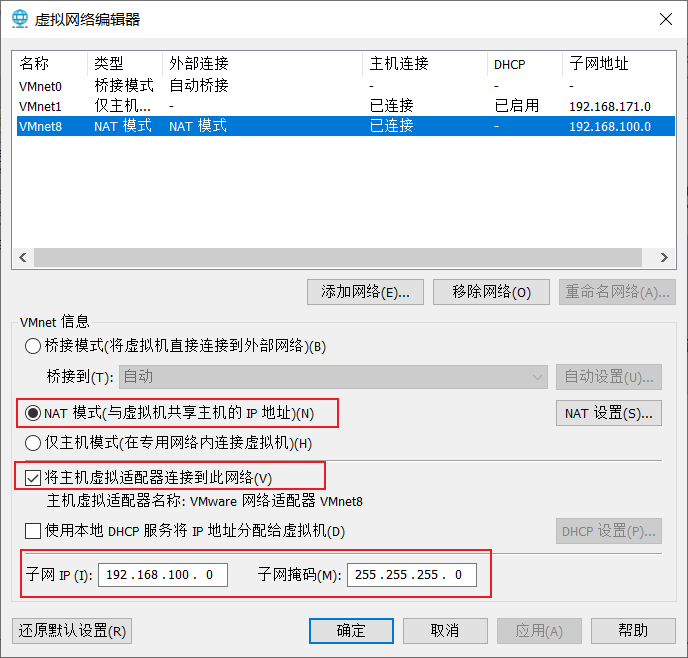 虚拟网络编辑器
名称 类型 外部连接 主机连接 DHCP 子网地址
VMnet0 桥接模式 自动桥接 - - -
VMnet1 仅主机... - 已连接 已启用 192.168.171.0
VMnet8 NAT 模式 NAT 模式 已连接 - 192.168.100.0
添加网络(E)... 移除网络(O) 重命名网络(A)...
VMnet 信息
桥接模式(将虚拟机直接连接到外部网络)(B)
桥接到(T): 自动 自动设置(U)...
NAT 模式(与虚拟机共享主机的 IP 地址)(N) NAT 设置(S)...
仅主机模式(在专用网络内连接虚拟机)(H)
将主机虚拟适配器连接到此网络(V)
主机虚拟适配器名称: VMware 网络适配器 VMnet8
使用本地 DHCP 服务将 IP 地址分配给虚拟机(D) DHCP 设置(P)...
子网 IP (I): 192.168.100. 0 子网掩码(M): 255.255.255. 0
还原默认设置(R) 确定 取消 应用(A) 帮助